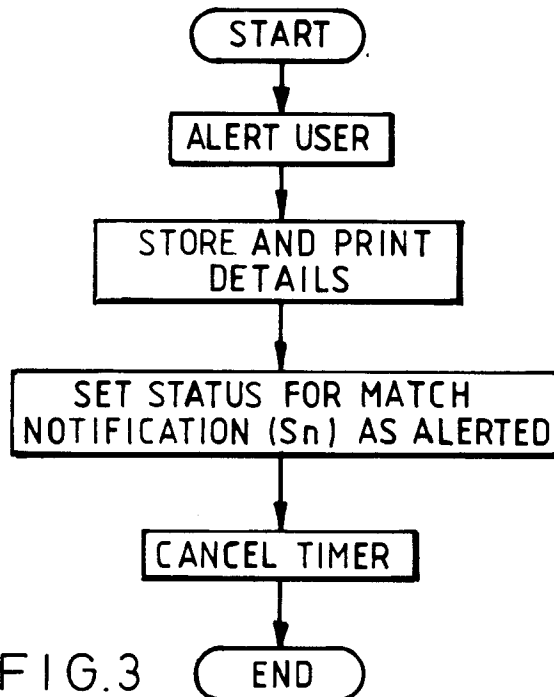 START
ALERT USER
STORE AND PRINT
DETAILS
SET STATUS FOR MATCH
NOTIFICATION (Sn) AS ALERTED
CANCEL TIMER
END
FIG.3